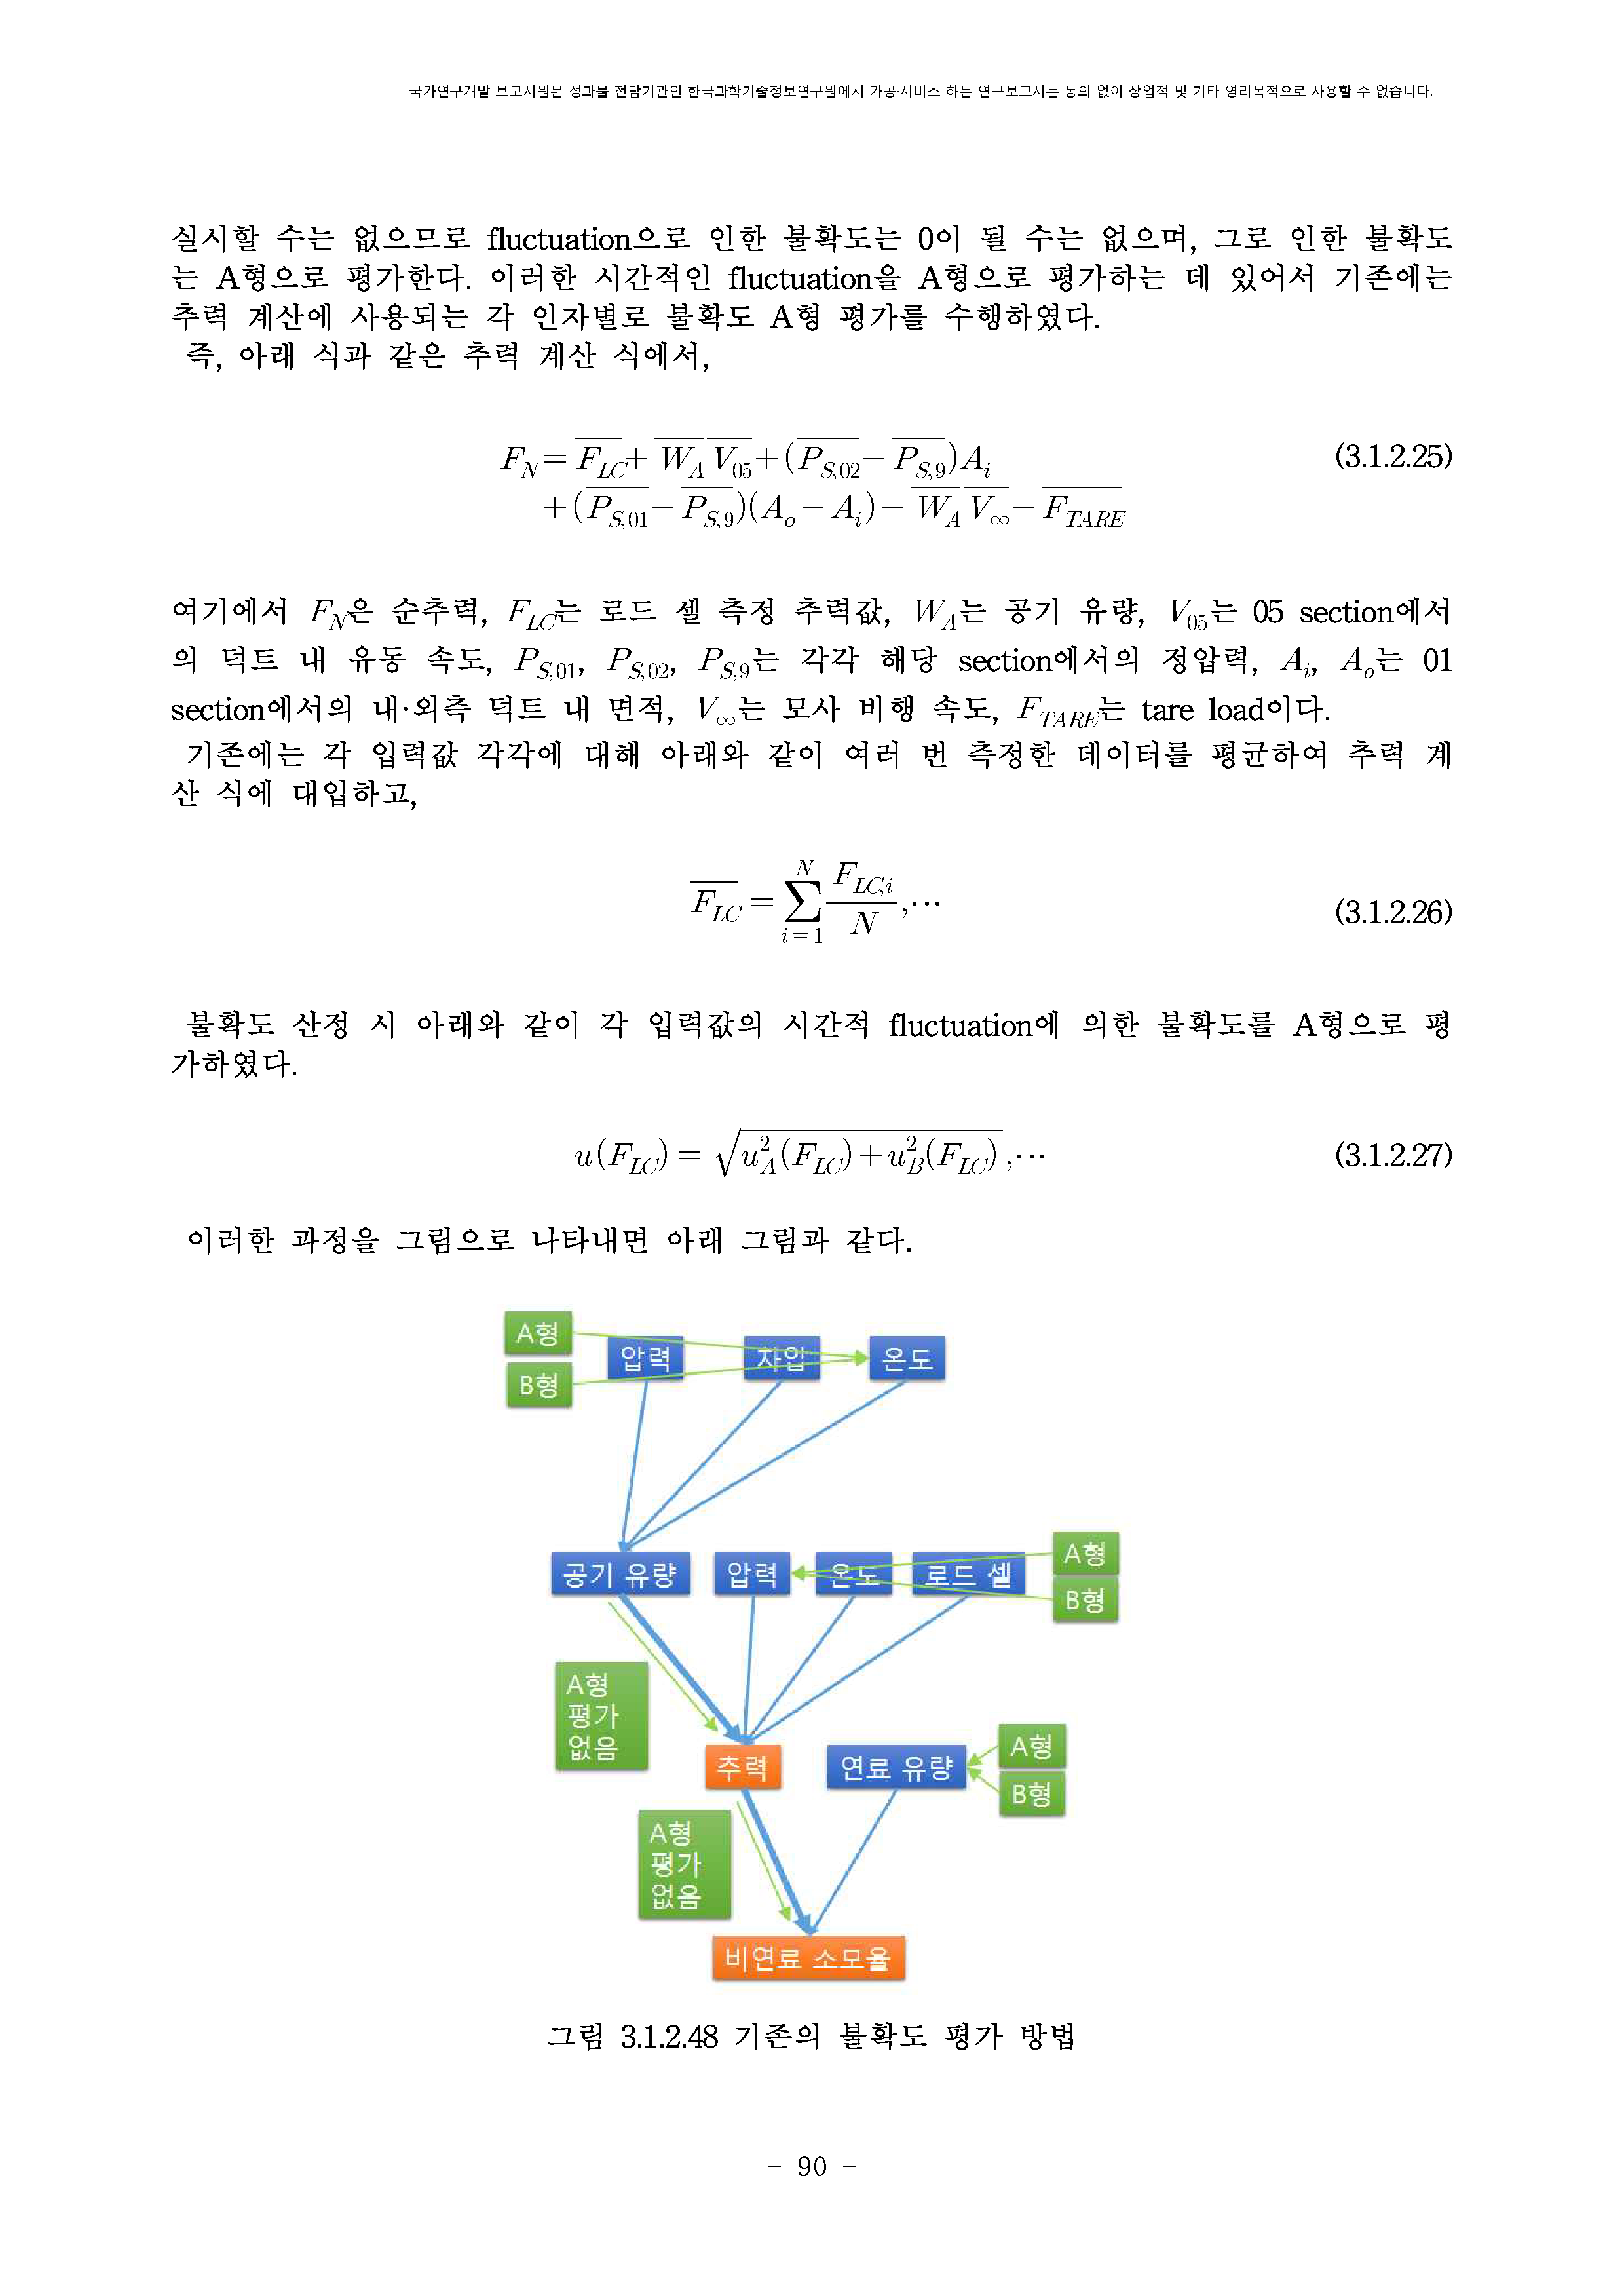 국가연구개발 보고서원문 성과물 전담기관인 한국과학기술정보연구원에서 가공·서비스 하는 연구보고서는 동의 없이 상업적 및 기타 영리목적으로 사용할 수 없습니다.
실시할 수는 없으므로 fluctuation으로 인한 불확도는 0이 될 수는 없으며, 그로 인한 불확도
는 A형으로 평가한다. 이러한 시간적인 fluctuation을 A형으로 평가하는 데 있어서 기존에는
추력 계산에 사용되는 각 인자별로 불확도 A형 평가를 수행하였다.
즉, 아래 식과 같은 추력 계산 식에서,
$F_N = \overline{F_{LC}} + \overline{W_A}\,\overline{V_{05}} + (\overline{P_{S,02}} - \overline{P_{S,9}})A_i$ (3.1.2.25)
$+ (\overline{P_{S,01}} - \overline{P_{S,9}})(A_o - A_i) - \overline{W_A}\,\overline{V_\infty} - \overline{F_{TARE}}$
여기에서 $F_N$은 순추력, $F_{LC}$는 로드 셀 측정 추력값, $W_A$는 공기 유량, $V_{05}$는 05 section에서
의 덕트 내 유동 속도, $P_{S,01}$, $P_{S,02}$, $P_{S,9}$는 각각 해당 section에서의 정압력, $A_i$, $A_o$는 01
section에서의 내·외측 덕트 내 면적, $V_\infty$는 모사 비행 속도, $F_{TARE}$는 tare load이다.
기존에는 각 입력값 각각에 대해 아래와 같이 여러 번 측정한 데이터를 평균하여 추력 계
산 식에 대입하고,
$\overline{F_{LC}} = \sum_{i=1}^{N} \frac{F_{LC,i}}{N}, \cdots$ (3.1.2.26)
불확도 산정 시 아래와 같이 각 입력값의 시간적 fluctuation에 의한 불확도를 A형으로 평
가하였다.
$u(F_{LC}) = \sqrt{u_A^2(F_{LC}) + u_B^2(F_{LC})}, \cdots$ (3.1.2.27)
이러한 과정을 그림으로 나타내면 아래 그림과 같다.
A형
압력 차압 온도
B형
A형
공기 유량 압력 온도 로드 셀
B형
A형
평가
없음
A형
추력 연료 유량
B형
A형
평가
없음
비연료 소모율
그림 3.1.2.48 기존의 불확도 평가 방법
- 90 -